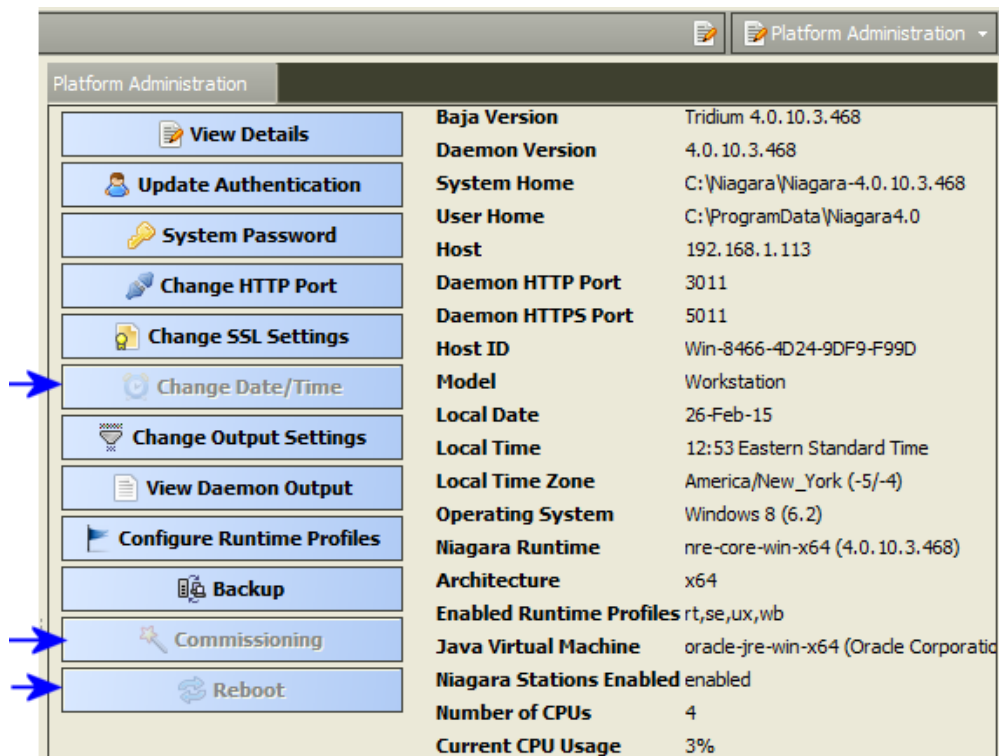 Platform Administration
Platform Administration
View Details
Update Authentication
System Password
Change HTTP Port
Change SSL Settings
Change Date/Time
Change Output Settings
View Daemon Output
Configure Runtime Profiles
Backup
Commissioning
Reboot
Baja Version Tridium 4.0.10.3.468
Daemon Version 4.0.10.3.468
System Home C:\Niagara\Niagara-4.0.10.3.468
User Home C:\ProgramData\Niagara4.0
Host 192.168.1.113
Daemon HTTP Port 3011
Daemon HTTPS Port 5011
Host ID Win-8466-4D24-9DF9-F99D
Model Workstation
Local Date 26-Feb-15
Local Time 12:53 Eastern Standard Time
Local Time Zone America/New_York (-5/-4)
Operating System Windows 8 (6.2)
Niagara Runtime nre-core-win-x64 (4.0.10.3.468)
Architecture x64
Enabled Runtime Profiles rt,se,ux,wb
Java Virtual Machine oracle-jre-win-x64 (Oracle Corporatio
Niagara Stations Enabled enabled
Number of CPUs 4
Current CPU Usage 3%